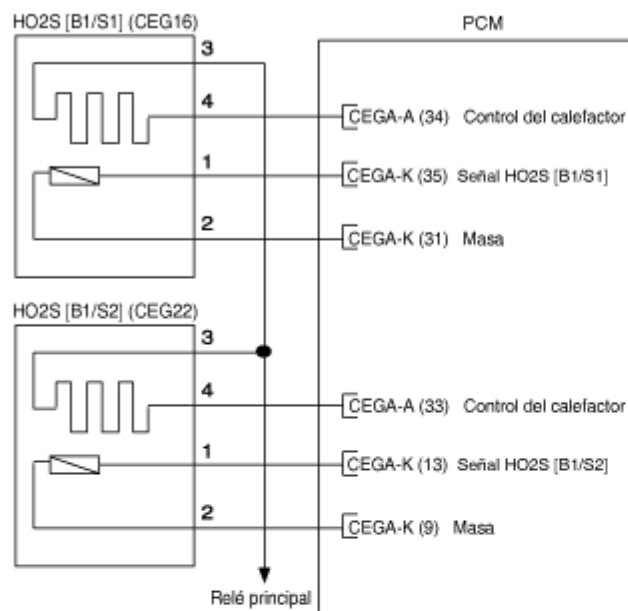 HO2S [B1/S1] (CEG16)
PCM
3
4
CEGA-A (34) Control del calefactor
1
CEGA-K (35) Señal HO2S [B1/S1]
2
CEGA-K (31) Masa
HO2S [B1/S2] (CEG22)
3
4
CEGA-A (33) Control del calefactor
1
CEGA-K (13) Señal HO2S [B1/S2]
2
CEGA-K (9) Masa
Relé principal